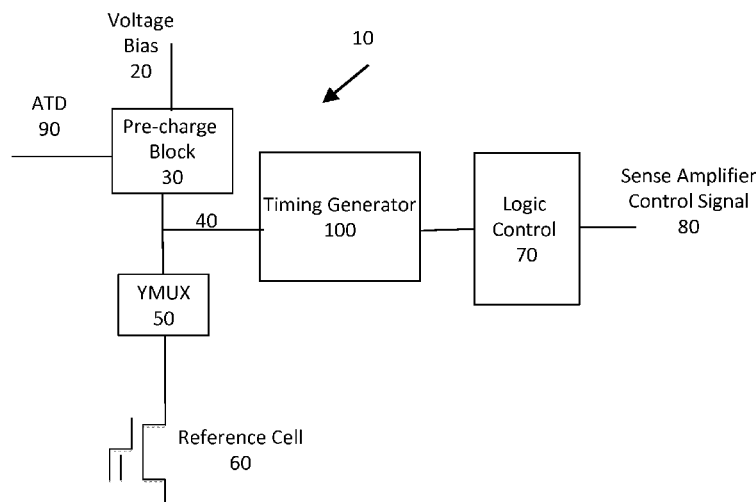 Voltage
Bias
20
10
ATD
90
Pre-charge
Block
30
Timing Generator
100
Logic
Control
70
Sense Amplifier
Control Signal
80
40
YMUX
50
Reference Cell
60